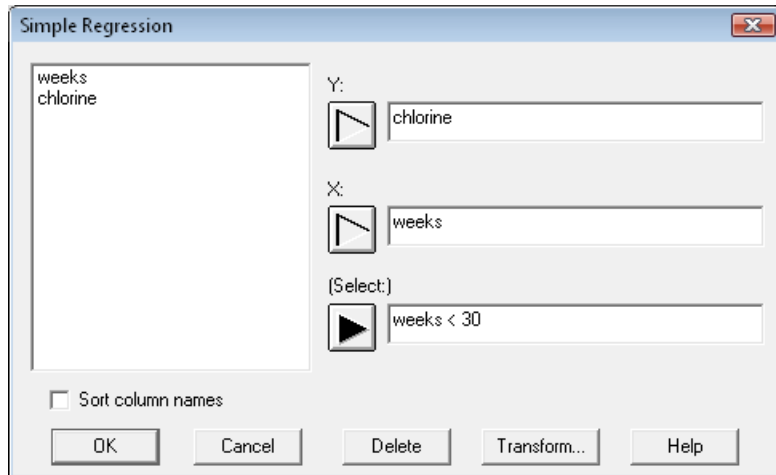 Simple Regression
weeks
chlorine
Y:
chlorine
X:
weeks
(Select:)
weeks < 30
Sort column names
OK
Cancel
Delete
Transform...
Help